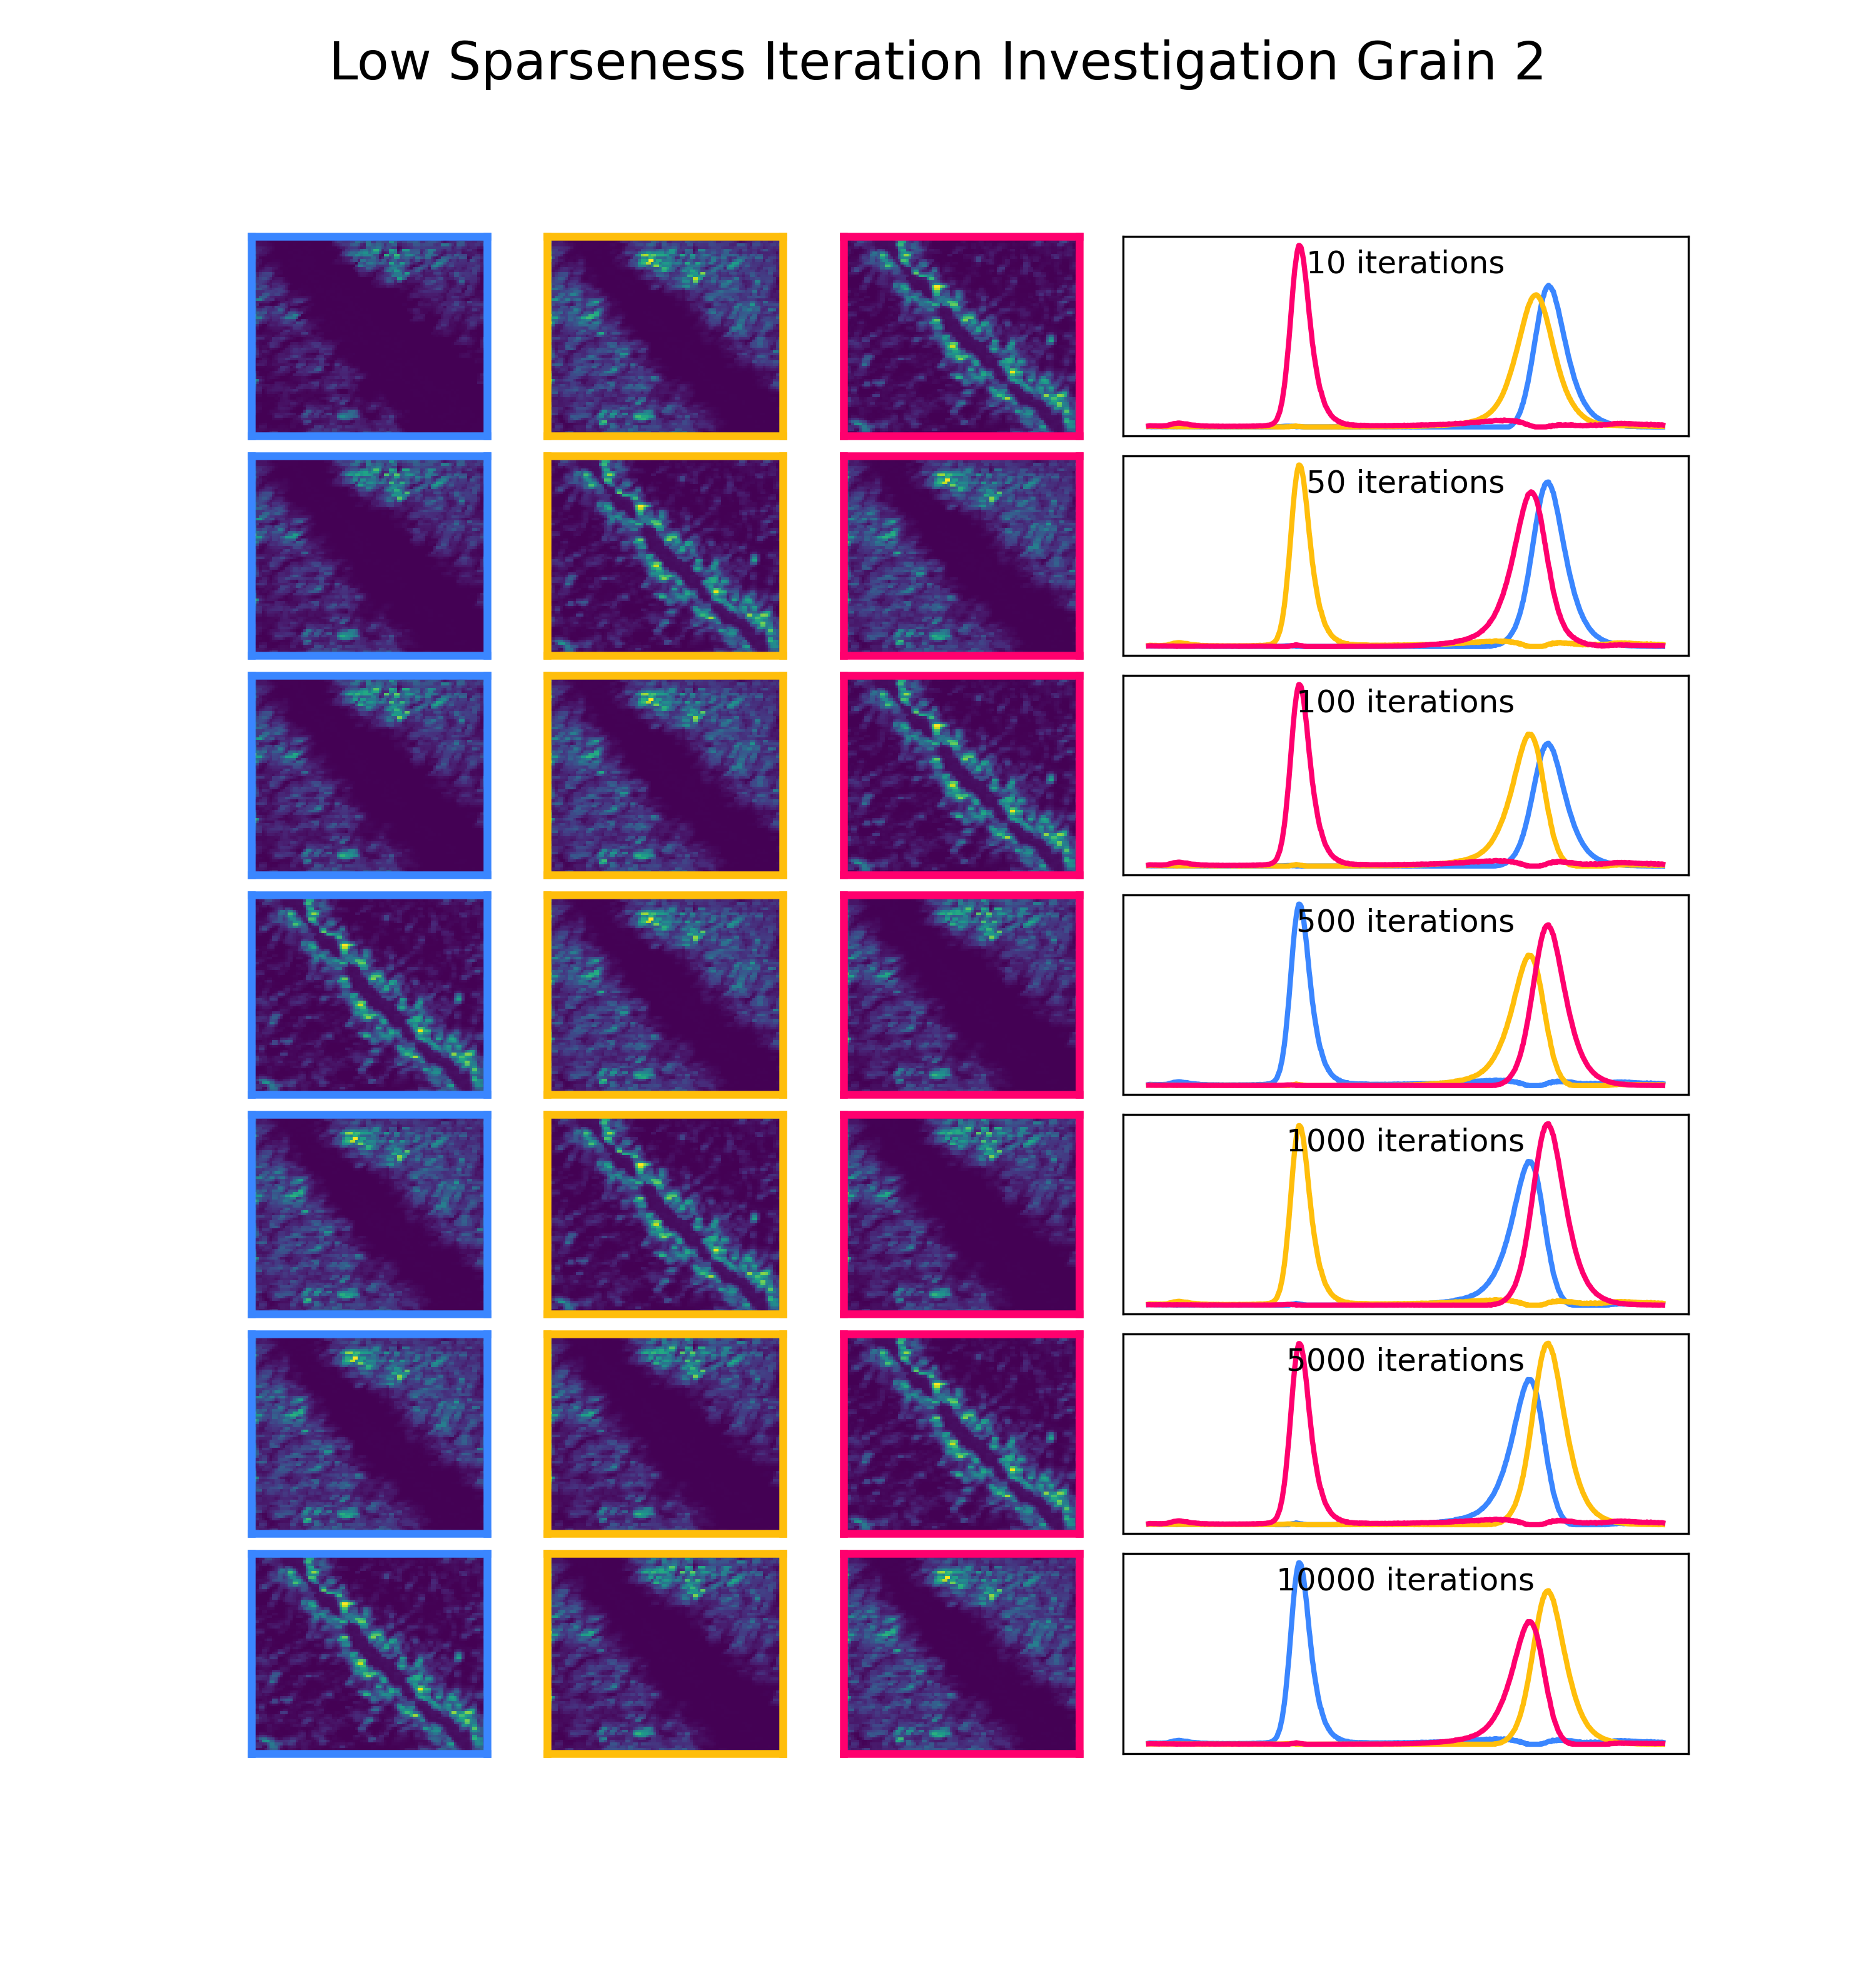 Low Sparseness Iteration Investigation Grain 2
10 iterations
50 iterations
100 iterations
500 iterations
1000 iterations
5000 iterations
10000 iterations